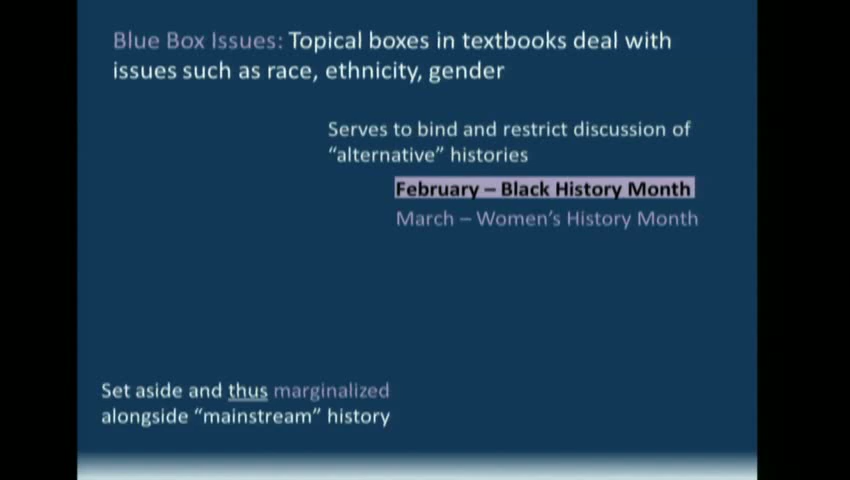 Blue Box Issues: Topical boxes in textbooks deal with
issues such as race, ethnicity, gender
Serves to bind and restrict discussion of
“alternative” histories
February – Black History Month
March – Women’s History Month
Set aside and thus marginalized
alongside “mainstream” history